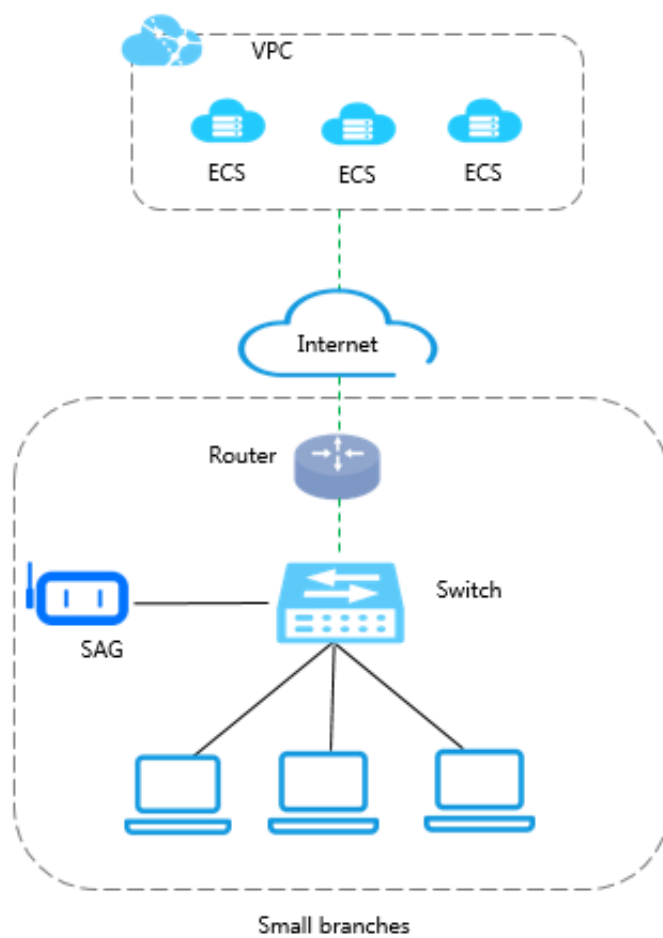 VPC
ECS
ECS
ECS
Internet
Router
Switch
SAG
Small branches